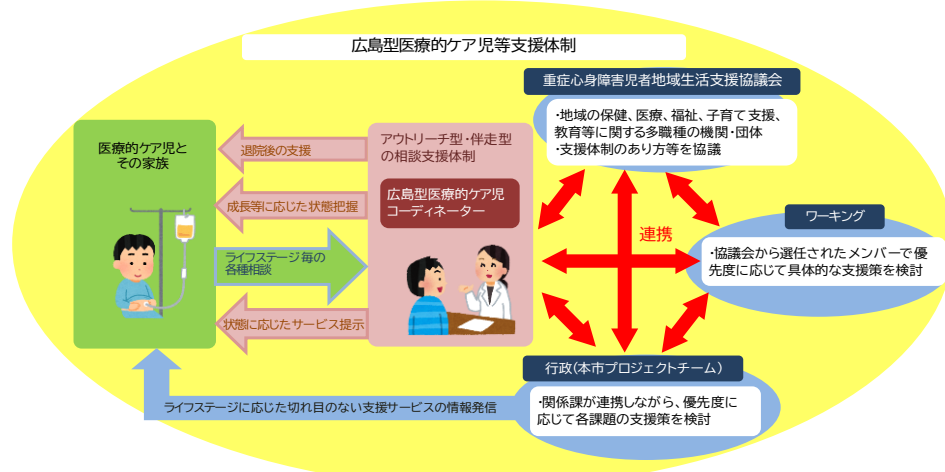 広島型医療的ケア児等支援体制
重症心身障害児者地域生活支援協議会
・地域の保健、医療、福祉、子育て支援、
教育等に関する多職種の機関・団体
・支援体制のあり方等を協議
医療的ケア児と
その家族
退院後の支援
成長等に応じた状態把握
ライフステージ毎の
各種相談
状態に応じたサービス提示
アウトリーチ型・伴走型
の相談支援体制
広島型医療的ケア児
コーディネーター
連携
ワーキング
・協議会から選任されたメンバーで優
先度に応じて具体的な支援策を検討
行政(本市プロジェクトチーム)
・関係課が連携しながら、優先度に
応じて各課題の支援策を検討
ライフステージに応じた切れ目のない支援サービスの情報発信